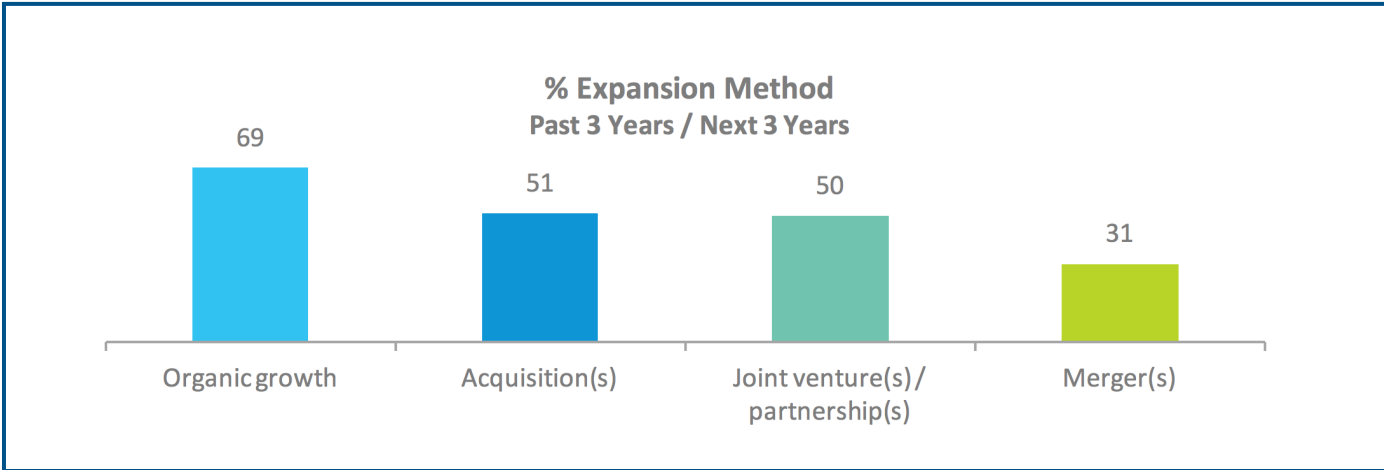 % Expansion Method
Past 3 Years / Next 3 Years
69
51
50
31
Organic growth
Acquisition(s)
Joint venture(s) /
partnership(s)
Merger(s)